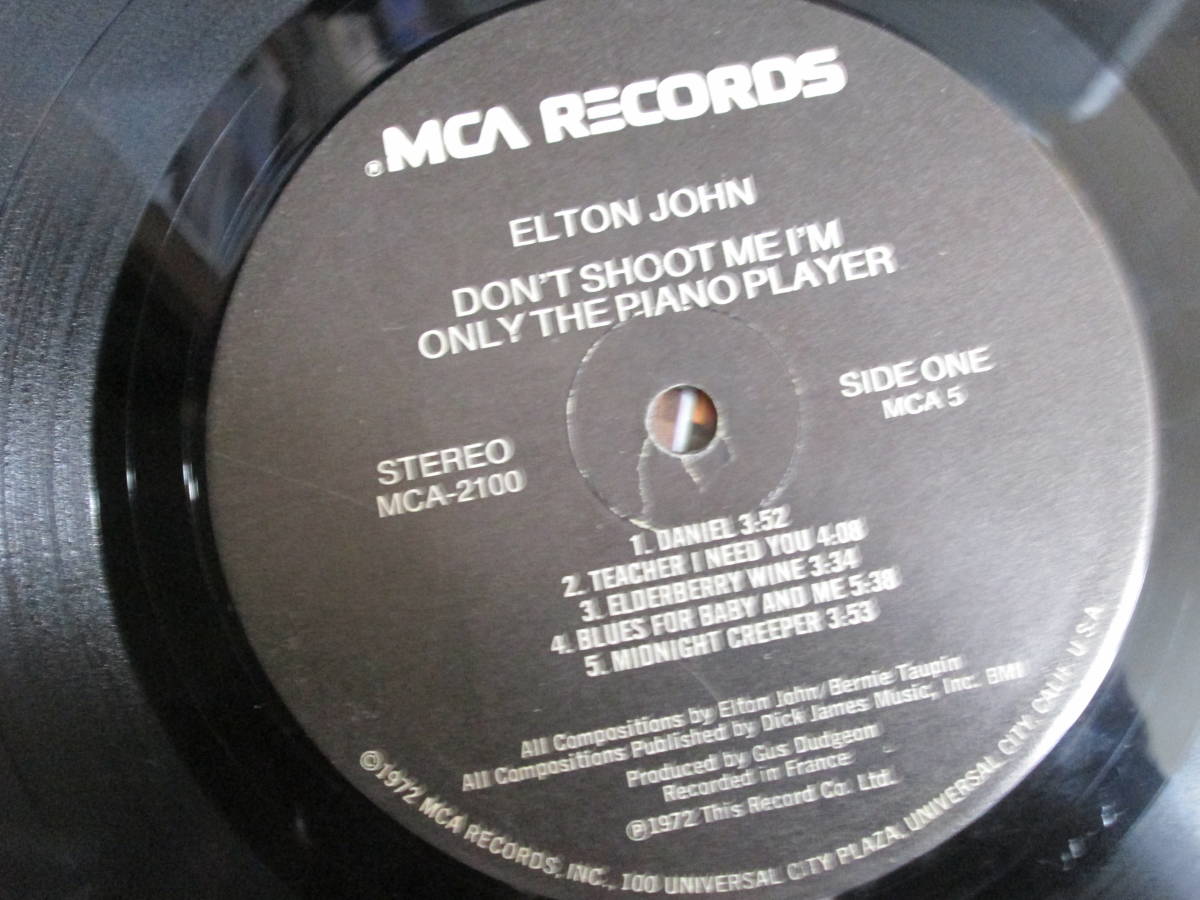 ® MCA RECORDS
ELTON JOHN
DON'T SHOOT ME I'M
ONLY THE PIANO PLAYER
SIDE ONE
MCA 5
STEREO
MCA-2100
1. DANIEL 3:52
2. TEACHER I NEED YOU 4:08
3. ELDERBERRY WINE 3:34
4. BLUES FOR BABY AND ME 5:38
5. MIDNIGHT CREEPER 3:53
All Compositions by Elton John/Bernie Taupin
All Compositions Published by Dick James Music, Inc. BMI
Produced by Gus Dudgeon
Recorded in France
℗1972 This Record Co. Ltd.
©1972 MCA RECORDS, INC., 100 UNIVERSAL CITY PLAZA, UNIVERSAL CITY, CALIF. U.S.A.